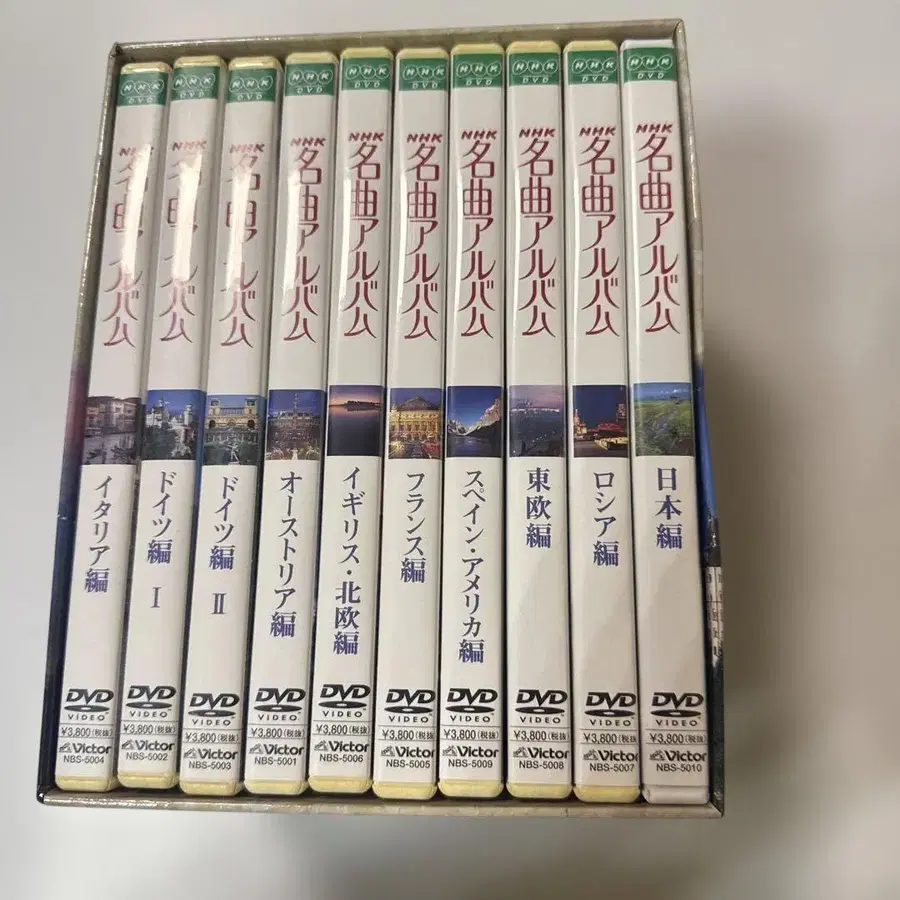 NHK
DVD
NHK
名曲アルバム
イタリア編
DVD
VIDEO
¥3,800(税抜)
Victor
NBS-5004
NHK
DVD
NHK
名曲アルバム
ドイツ編 I
DVD
VIDEO
¥3,800(税抜)
Victor
NBS-5002
NHK
DVD
NHK
名曲アルバム
ドイツ編 II
DVD
VIDEO
¥3,800(税抜)
Victor
NBS-5003
NHK
DVD
NHK
名曲アルバム
オーストリア編
DVD
VIDEO
¥3,800(税抜)
Victor
NBS-5001
NHK
DVD
NHK
名曲アルバム
イギリス・北欧編
DVD
VIDEO
¥3,800(税抜)
Victor
NBS-5006
NHK
DVD
NHK
名曲アルバム
フランス編
DVD
VIDEO
¥3,800(税抜)
Victor
NBS-5005
NHK
DVD
NHK
名曲アルバム
スペイン・アメリカ編
DVD
VIDEO
¥3,800(税抜)
Victor
NBS-5009
NHK
DVD
NHK
名曲アルバム
東欧編
DVD
VIDEO
¥3,800(税抜)
Victor
NBS-5008
NHK
DVD
NHK
名曲アルバム
ロシア編
DVD
VIDEO
¥3,800(税抜)
Victor
NBS-5007
NHK
DVD
NHK
名曲アルバム
日本編
DVD
VIDEO
¥3,800(税抜)
Victor
NBS-5010